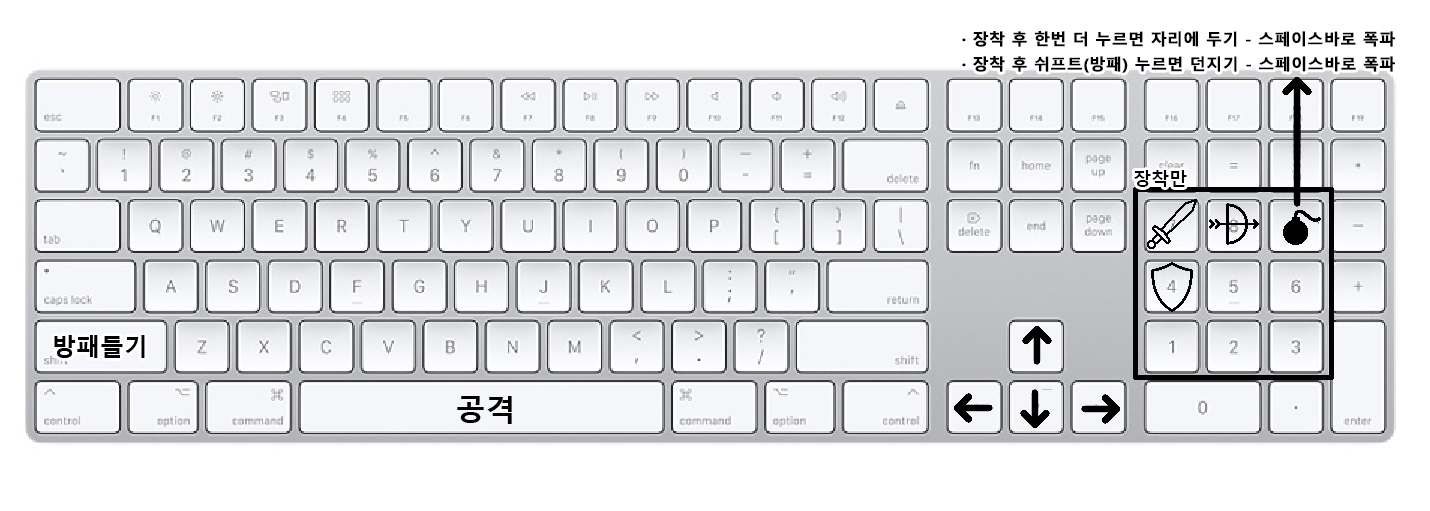 · 장착 후 한번 더 누르면 자리에 두기 - 스페이스바로 폭파
· 장착 후 쉬프트(방패) 누르면 던지기 - 스페이스바로 폭파
esc F1 F2 F3 F4 F5 F6 F7 F8 F9 F10 F11 F12 F13 F14 F15 F16 F17 F19
~ ! @ # $ % ^ & * ( ) — +
` 1 2 3 4 5 6 7 8 9 0 - = delete fn home page up clear = *
장착만
tab Q W E R T Y U I O P { [ } ] | \ delete end page down 8 −
caps lock A S D F G H J K L : ; " ' return 4 5 6 +
방패들기 Z X C V B N M < , > . ? / shift 1 2 3
control option command 공격 command option control 0 . enter